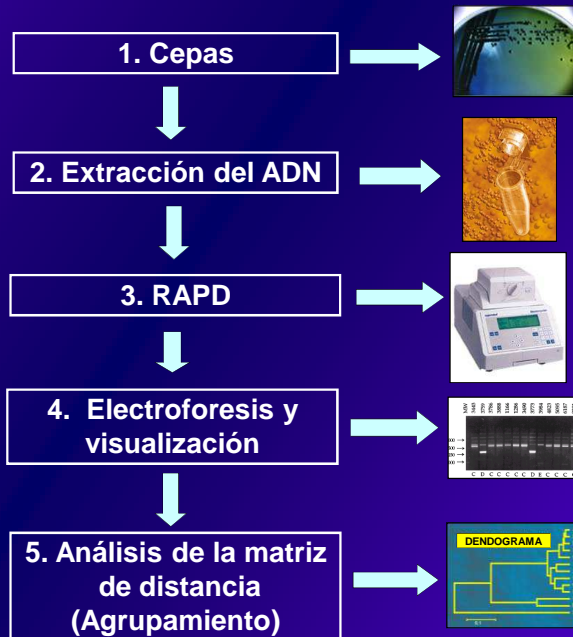 1. Cepas
2. Extracción del ADN
3. RAPD
4. Electroforesis y
visualización
5. Análisis de la matriz
de distancia
(Agrupamiento)
DENDOGRAMA